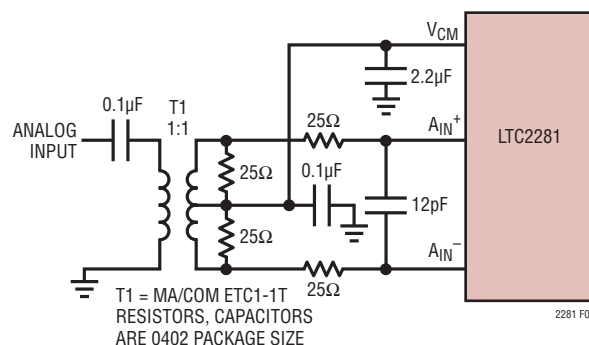 VCM
2.2µF
0.1µF
T1
1:1
25Ω
ANALOG
INPUT
AIN+
LTC2281
25Ω
0.1µF
12pF
25Ω
AIN−
25Ω
T1 = MA/COM ETC1-1T
RESISTORS, CAPACITORS
ARE 0402 PACKAGE SIZE
2281 F0